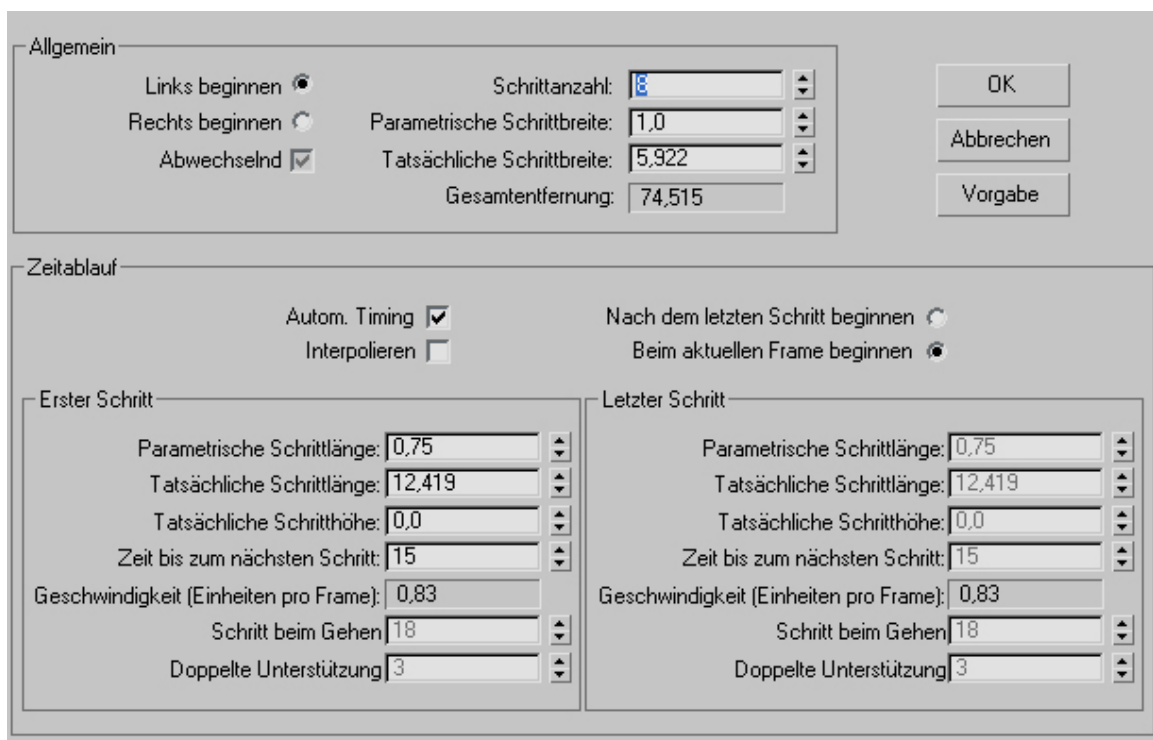 Allgemein
Links beginnen
Schrittanzahl: 8
OK
Rechts beginnen
Parametrische Schrittbreite: 1,0
Abwechselnd
Tatsächliche Schrittbreite: 5,922
Abbrechen
Gesamtentfernung: 74,515
Vorgabe
Zeitablauf
Autom. Timing
Nach dem letzten Schritt beginnen
Interpolieren
Beim aktuellen Frame beginnen
Erster Schritt
Parametrische Schrittlänge: 0,75
Tatsächliche Schrittlänge: 12,419
Tatsächliche Schritthöhe: 0,0
Zeit bis zum nächsten Schritt: 15
Geschwindigkeit (Einheiten pro Frame): 0,83
Schritt beim Gehen 18
Doppelte Unterstützung 3
Letzter Schritt
Parametrische Schrittlänge: 0,75
Tatsächliche Schrittlänge: 12,419
Tatsächliche Schritthöhe: 0,0
Zeit bis zum nächsten Schritt: 15
Geschwindigkeit (Einheiten pro Frame): 0,83
Schritt beim Gehen 18
Doppelte Unterstützung 3